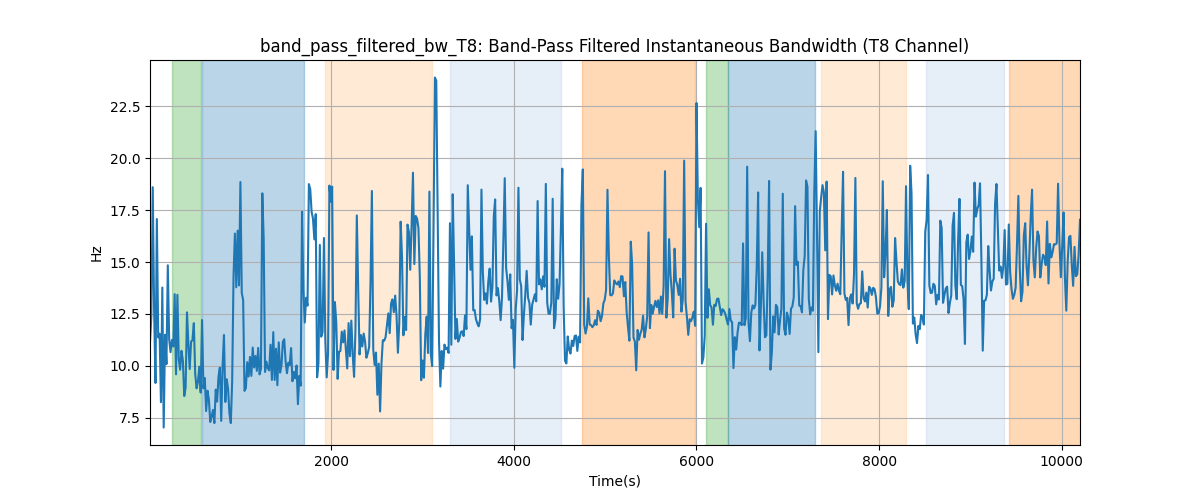 band_pass_filtered_bw_T8: Band-Pass Filtered Instantaneous Bandwidth (T8 Channel)
22.5
20.0
17.5
15.0
12.5
10.0
7.5
Hz
2000 4000 6000 8000 10000
Time(s)